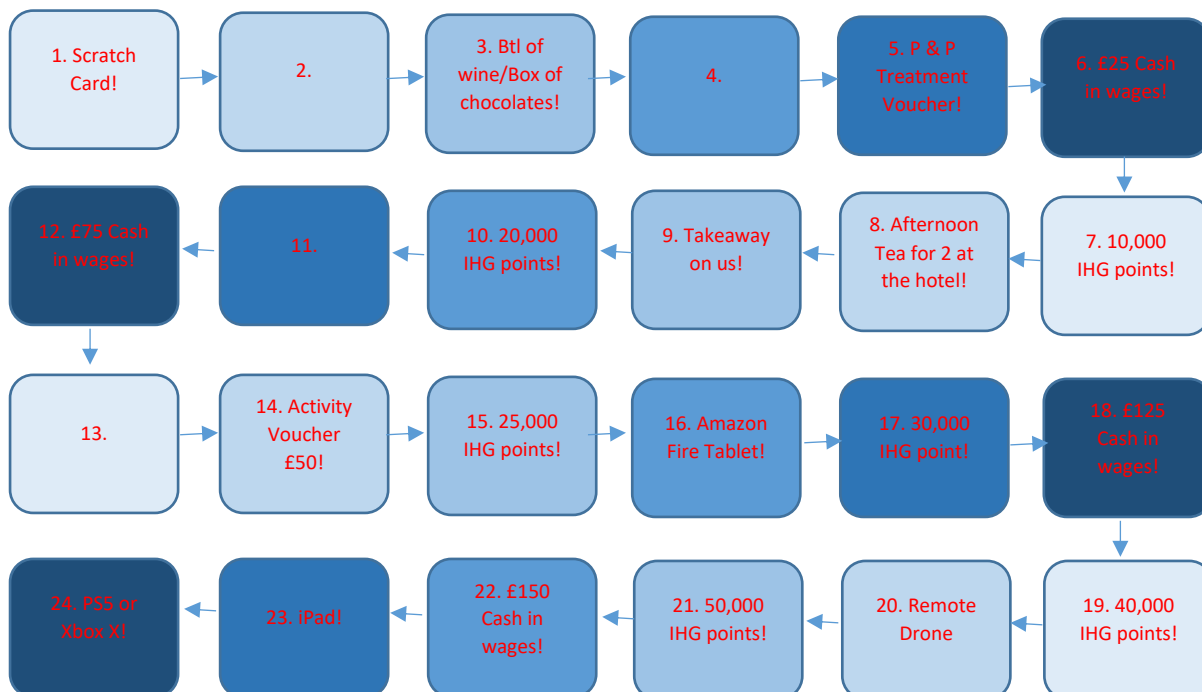 1. Scratch
Card!
2.
3. Btl of
wine/Box of
chocolates!
4.
5. P & P
Treatment
Voucher!
6. £25 Cash
in wages!
7. 10,000
IHG points!
8. Afternoon
Tea for 2 at
the hotel!
9. Takeaway
on us!
10. 20,000
IHG points!
11.
12. £75 Cash
in wages!
13.
14. Activity
Voucher
£50!
15. 25,000
IHG points!
16. Amazon
Fire Tablet!
17. 30,000
IHG point!
18. £125
Cash in
wages!
19. 40,000
IHG points!
20. Remote
Drone
21. 50,000
IHG points!
22. £150
Cash in
wages!
23. iPad!
24. PS5 or
Xbox X!